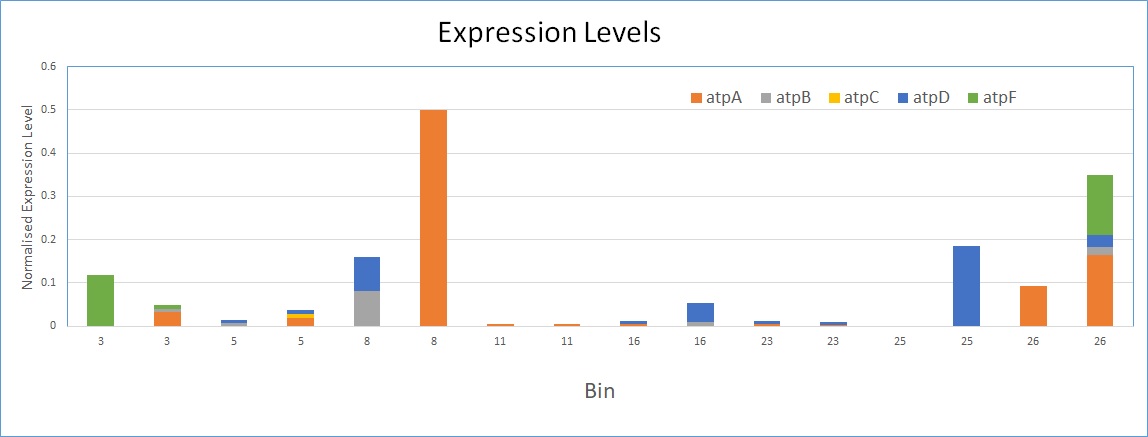 Expression Levels
0.6
atpA atpB atpC atpD atpF
0.5
0.4
0.3
0.2
0.1
0
Normalised Expression Level
3 3 5 5 8 8 11 11 16 16 23 23 25 25 26 26
Bin